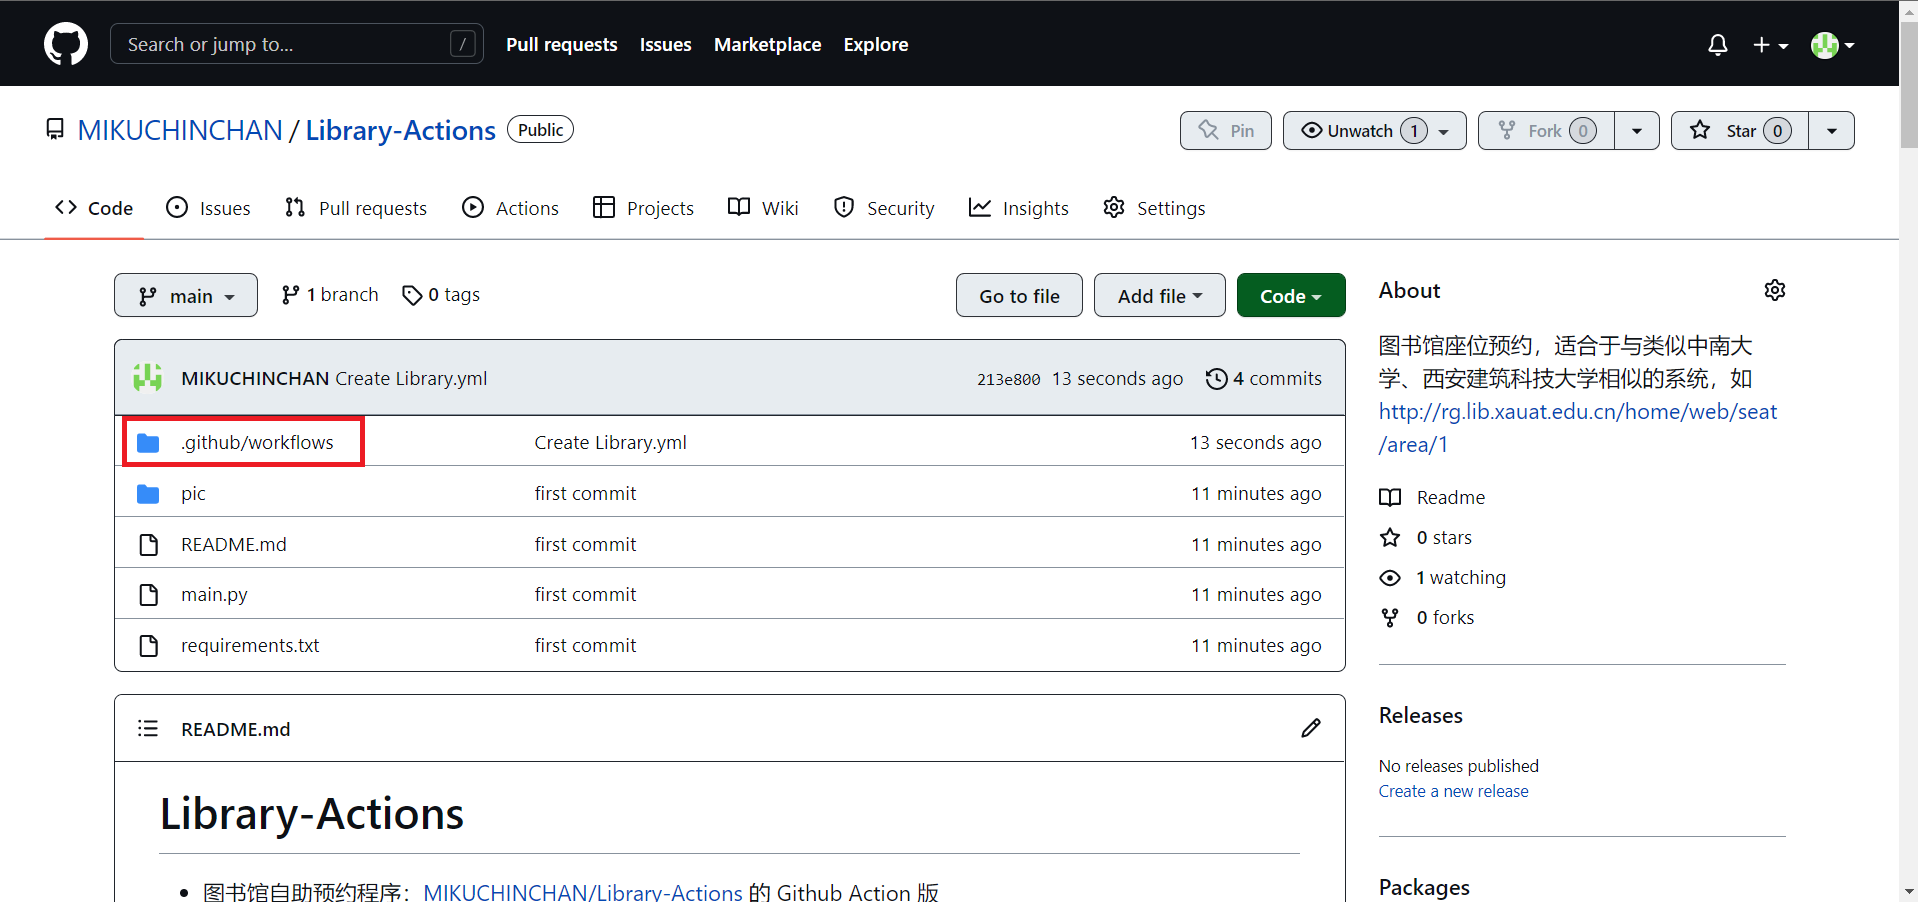 Search or jump to... /
Pull requests Issues Marketplace Explore
MIKUCHINCHAN / Library-Actions Public
Pin Unwatch 1 Fork 0 Star 0
Code Issues Pull requests Actions Projects Wiki Security Insights Settings
main 1 branch 0 tags Go to file Add file Code
MIKUCHINCHAN Create Library.yml 213e800 13 seconds ago 4 commits
.github/workflows Create Library.yml 13 seconds ago
pic first commit 11 minutes ago
README.md first commit 11 minutes ago
main.py first commit 11 minutes ago
requirements.txt first commit 11 minutes ago
README.md
Library-Actions
图书馆自助预约程序：MIKUCHINCHAN/Library-Actions 的 Github Action 版
About
图书馆座位预约，适合于与类似中南大
学、西安建筑科技大学相似的系统，如
http://rg.lib.xauat.edu.cn/home/web/seat
/area/1
Readme
0 stars
1 watching
0 forks
Releases
No releases published
Create a new release
Packages